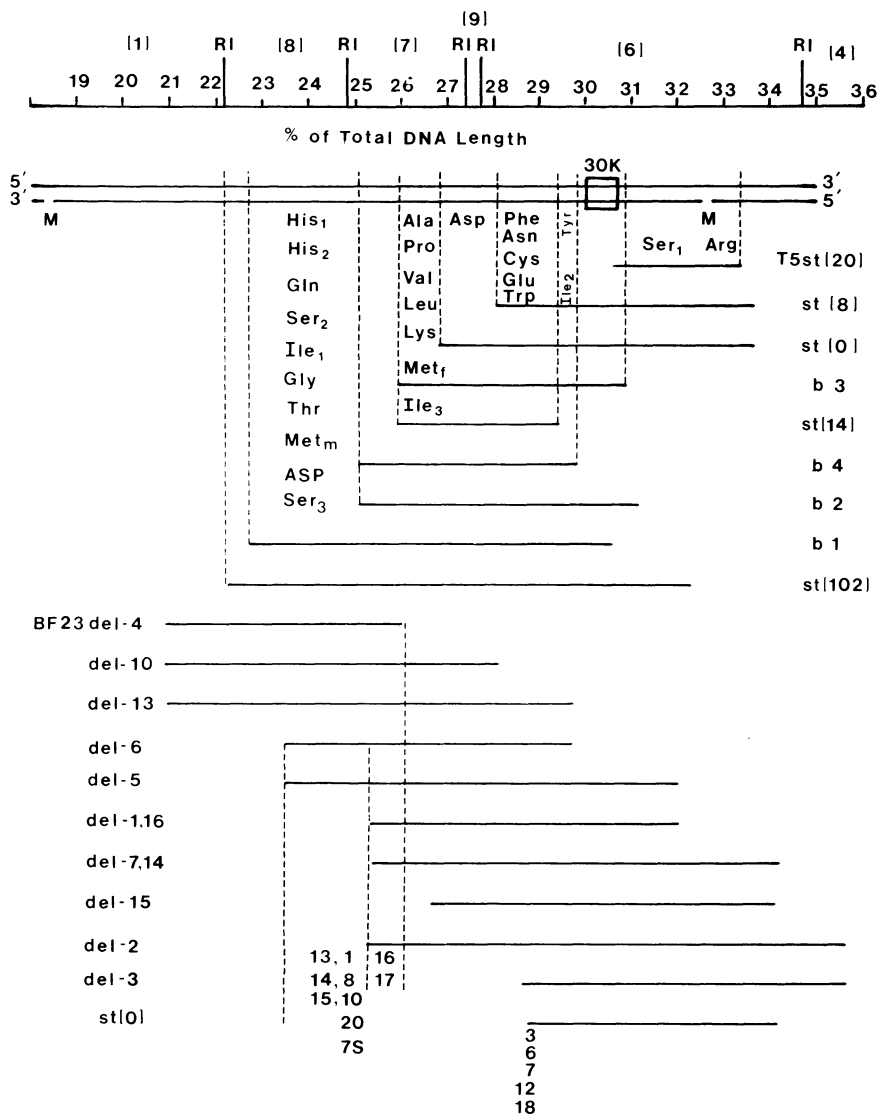 [9]
[1] RI [8] RI [7] RI RI [6] RI [4]
19 20 21 22 23 24 25 26 27 28 29 30 31 32 33 34 35 36
% of Total DNA Length
30K
5′ 3′
3′ 5′
M His1 Ala Asp Phe Tyr M
His2 Pro Asn Ser1 Arg
Cys T5st[20]
Gln Val Glu Ile2
Leu Trp st[8]
Ser2 Lys
Ile1 st[0]
Gly Metf b 3
Thr Ile3 st[14]
Metm b 4
ASP
Ser3 b 2
b 1
st[102]
BF23 del-4
del-10
del-13
del-6
del-5
del-1,16
del-7,14
del-15
del-2
13,1 16
del-3 14,8 17
15,10
st[0] 20
7S 3
6
7
12
18